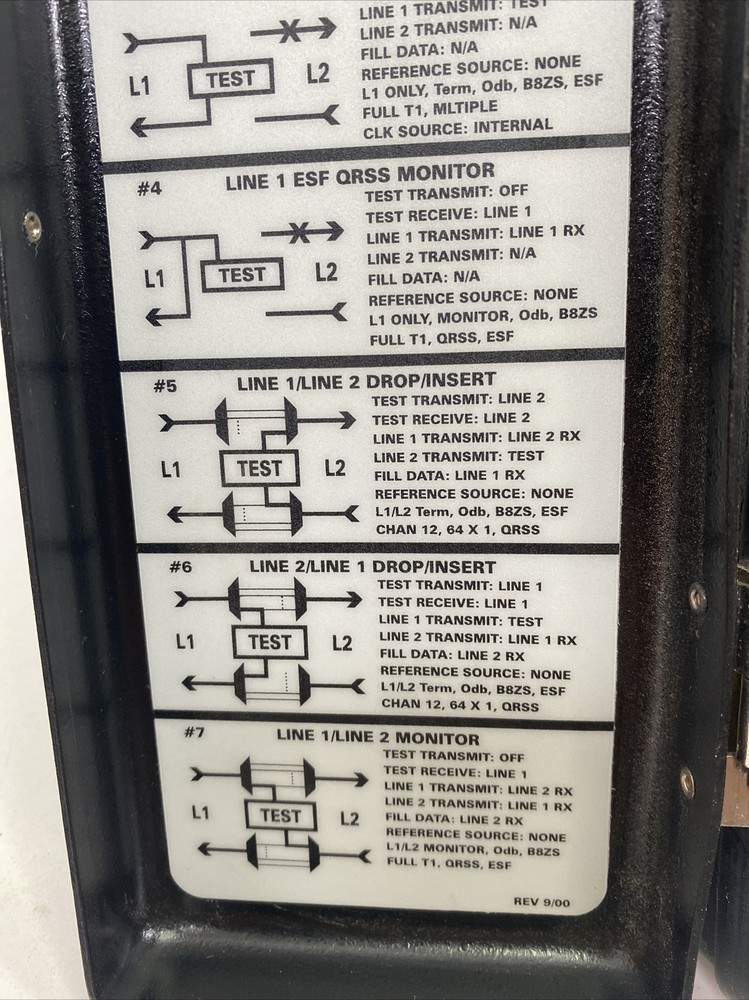 LINE 1 TRANSMIT: TEST
LINE 2 TRANSMIT: N/A
FILL DATA: N/A
REFERENCE SOURCE: NONE
L1 ONLY, Term, Odb, B8ZS, ESF
FULL T1, MLTIPLE
CLK SOURCE: INTERNAL
L1
TEST
L2
#4
LINE 1 ESF QRSS MONITOR
TEST TRANSMIT: OFF
TEST RECEIVE: LINE 1
LINE 1 TRANSMIT: LINE 1 RX
LINE 2 TRANSMIT: N/A
FILL DATA: N/A
REFERENCE SOURCE: NONE
L1 ONLY, MONITOR, Odb, B8ZS
FULL T1, QRSS, ESF
L1
TEST
L2
#5
LINE 1/LINE 2 DROP/INSERT
TEST TRANSMIT: LINE 2
TEST RECEIVE: LINE 2
LINE 1 TRANSMIT: LINE 2 RX
LINE 2 TRANSMIT: TEST
FILL DATA: LINE 1 RX
REFERENCE SOURCE: NONE
L1/L2 Term, Odb, B8ZS, ESF
CHAN 12, 64 X 1, QRSS
L1
TEST
L2
#6
LINE 2/LINE 1 DROP/INSERT
TEST TRANSMIT: LINE 1
TEST RECEIVE: LINE 1
LINE 1 TRANSMIT: TEST
LINE 2 TRANSMIT: LINE 1 RX
FILL DATA: LINE 2 RX
REFERENCE SOURCE: NONE
L1/L2 Term, Odb, B8ZS, ESF
CHAN 12, 64 X 1, QRSS
L1
TEST
L2
#7
LINE 1/LINE 2 MONITOR
TEST TRANSMIT: OFF
TEST RECEIVE: LINE 1
LINE 1 TRANSMIT: LINE 2 RX
LINE 2 TRANSMIT: LINE 1 RX
FILL DATA: LINE 2 RX
REFERENCE SOURCE: NONE
L1/L2 MONITOR, Odb, B8ZS
FULL T1, QRSS, ESF
L1
TEST
L2
REV 9/00